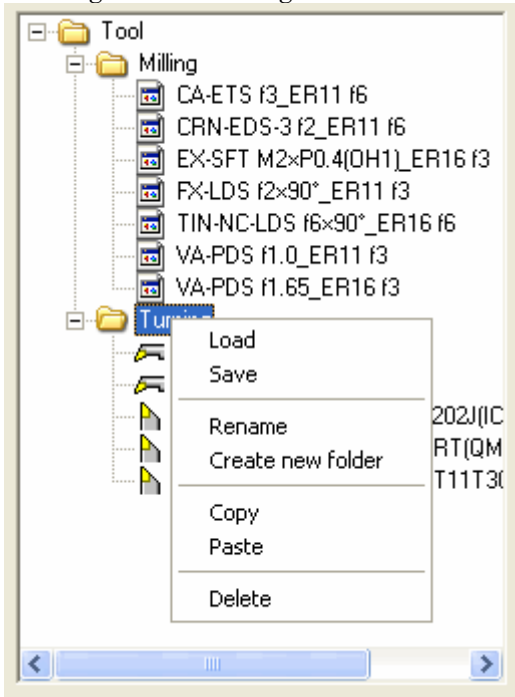 Tool
Milling
CA-ETS f3_ER11 f6
CRN-EDS-3 f2_ER11 f6
EX-SFT M2×P0.4(OH1)_ER16 f3
FX-LDS f2×90°_ER11 f3
TIN-NC-LDS f6×90°_ER16 f6
VA-PDS f1.0_ER11 f3
VA-PDS f1.65_ER16 f3
Turning
Load
Save
Rename
202J(IC
Create new folder
RT(QM
T11T30
Copy
Paste
Delete